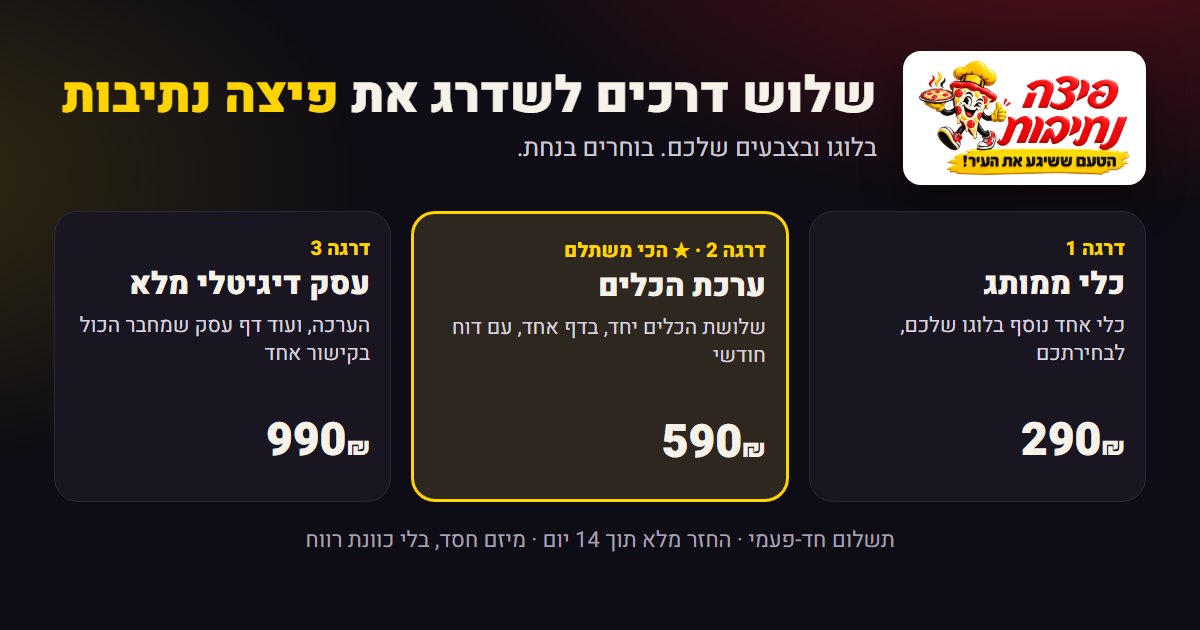 פיצה
נתיבות
הטעם ששיגע את העיר!
שלוש דרכים לשדרג את פיצה נתיבות
בלוגו ובצבעים שלכם. בוחרים בנחת.
דרגה 1
כלי ממותג
כלי אחד נוסף בלוגו שלכם,
לבחירתכם
₪290
דרגה 2 · ★ הכי משתלם
ערכת הכלים
שלושת הכלים יחד, בדף אחד, עם דוח
חודשי
₪590
דרגה 3
עסק דיגיטלי מלא
הערכה, ועוד דף עסק שמחבר הכול
בקישור אחד
₪990
תשלום חד-פעמי · החזר מלא תוך 14 יום · מיזם חסד, בלי כוונת רווח